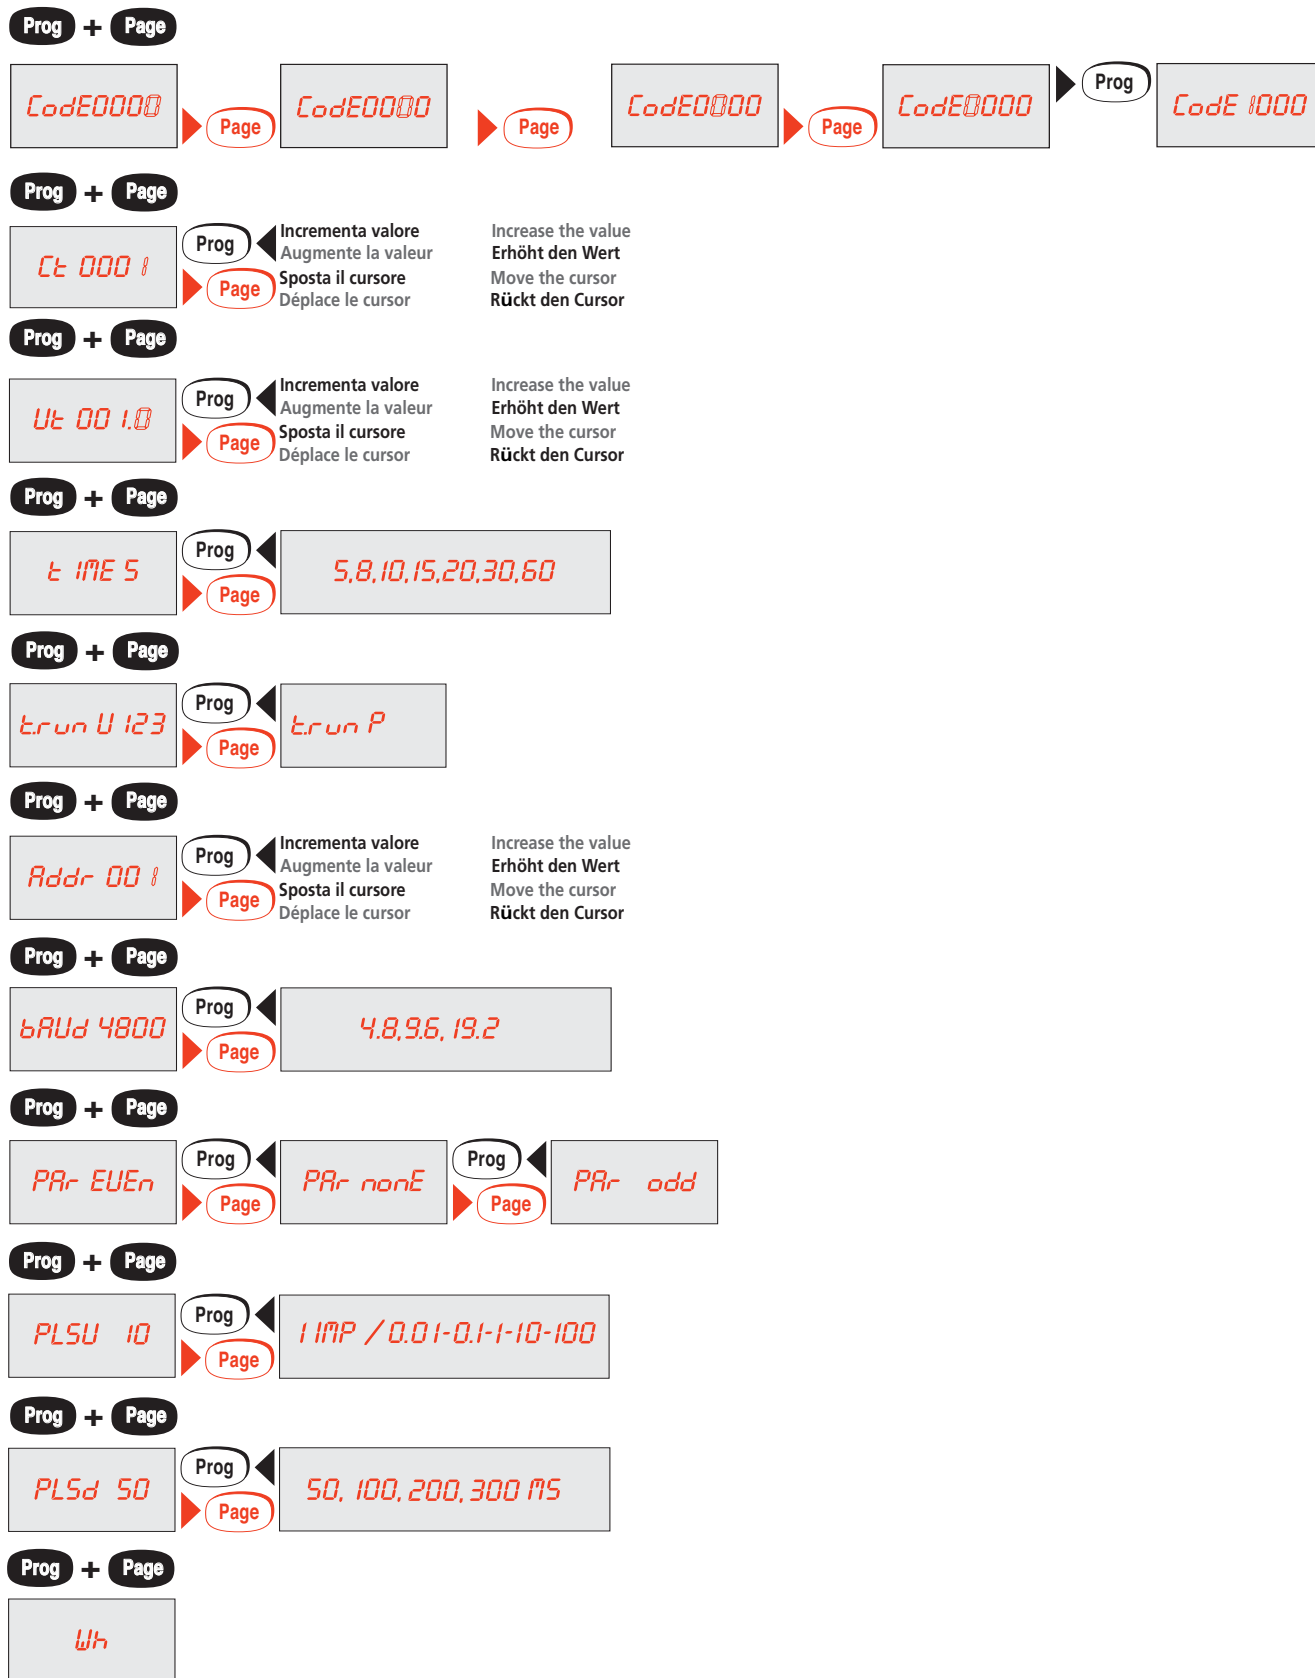 Prog + Page
CodE0000 Page CodE0000 Page CodE0000 Page CodE0000 Prog CodE 1000
Prog + Page
Ct 0001 Prog Page
Incrementa valore Increase the value
Augmente la valeur Erhöht den Wert
Sposta il cursore Move the cursor
Déplace le cursor Rückt den Cursor
Prog + Page
Ut 001.0 Prog Page
Incrementa valore Increase the value
Augmente la valeur Erhöht den Wert
Sposta il cursore Move the cursor
Déplace le cursor Rückt den Cursor
Prog + Page
t IME 5 Prog Page 5,8,10,15,20,30,60
Prog + Page
t.run U 123 Prog Page t.run P
Prog + Page
Addr 001 Prog Page
Incrementa valore Increase the value
Augmente la valeur Erhöht den Wert
Sposta il cursore Move the cursor
Déplace le cursor Rückt den Cursor
Prog + Page
bAUd 4800 Prog Page 4.8,9.6,19.2
Prog + Page
PAr EUEn Prog Page PAr nonE Prog Page PAr odd
Prog + Page
PLSU 10 Prog Page 1 IMP / 0.01-0.1-1-10-100
Prog + Page
PLSd 50 Prog Page 50, 100, 200, 300 MS
Prog + Page
Wh